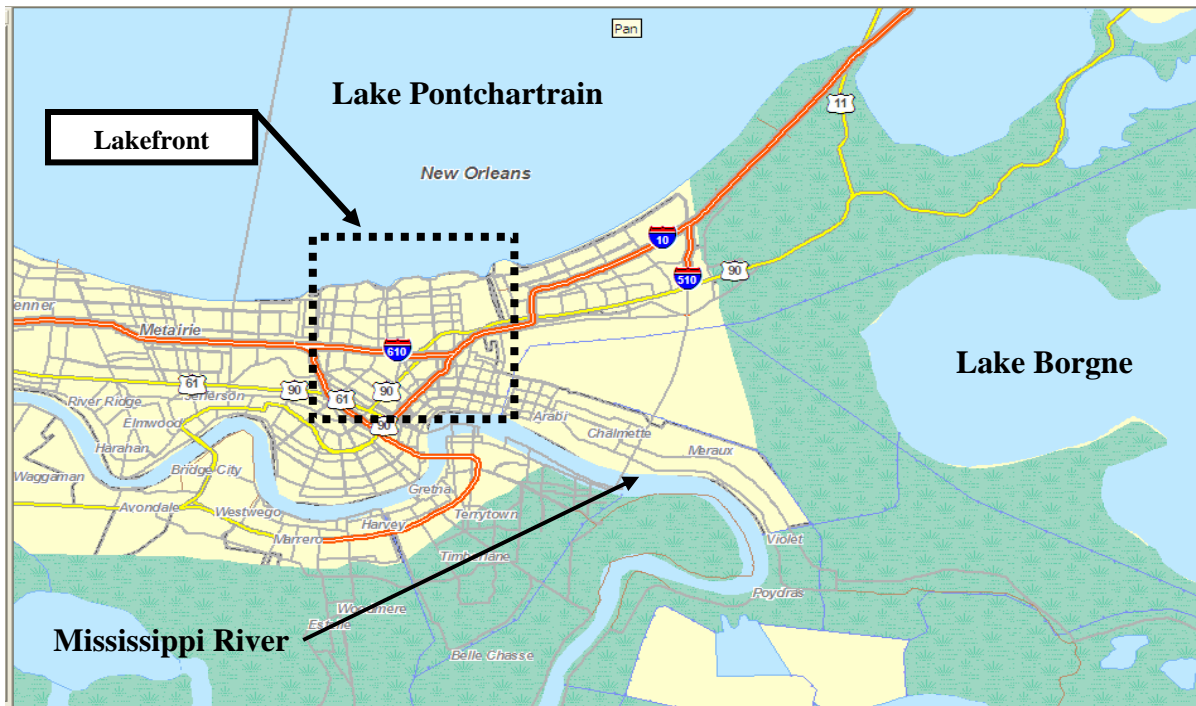 Pan
Lake Pontchartrain
11
Lakefront
New Orleans
10
90
510
enner
Metairie
610
Lake Borgne
61
90
90
River Ridge
Jefferson
61
Elmwood
90
Arabi
Chalmette
Harahan
Meraux
Waggaman
Bridge City
Gretna
Avondale
Westwego
Terrytown
Harvey
Marrero
Violet
Timberlane
Poydras
Woodmere
Estelle
Mississippi River
Belle Chasse